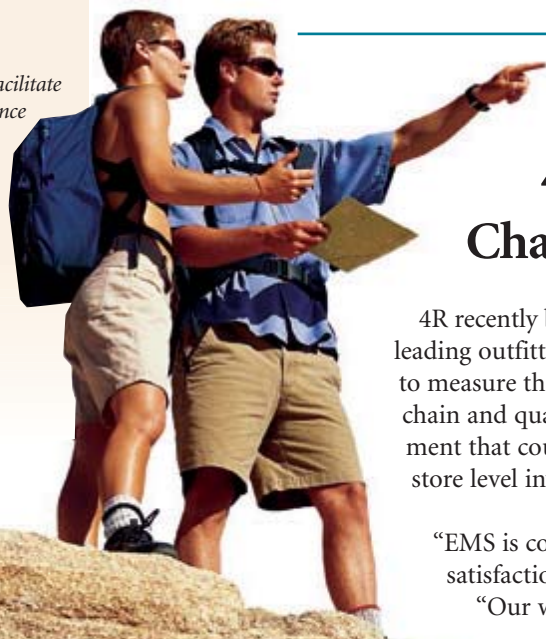 acilitate
nce
Cha
4R recently b
leading outfitt
to measure th
chain and qua
ment that cou
store level in
“EMS is co
satisfactio
“Our w